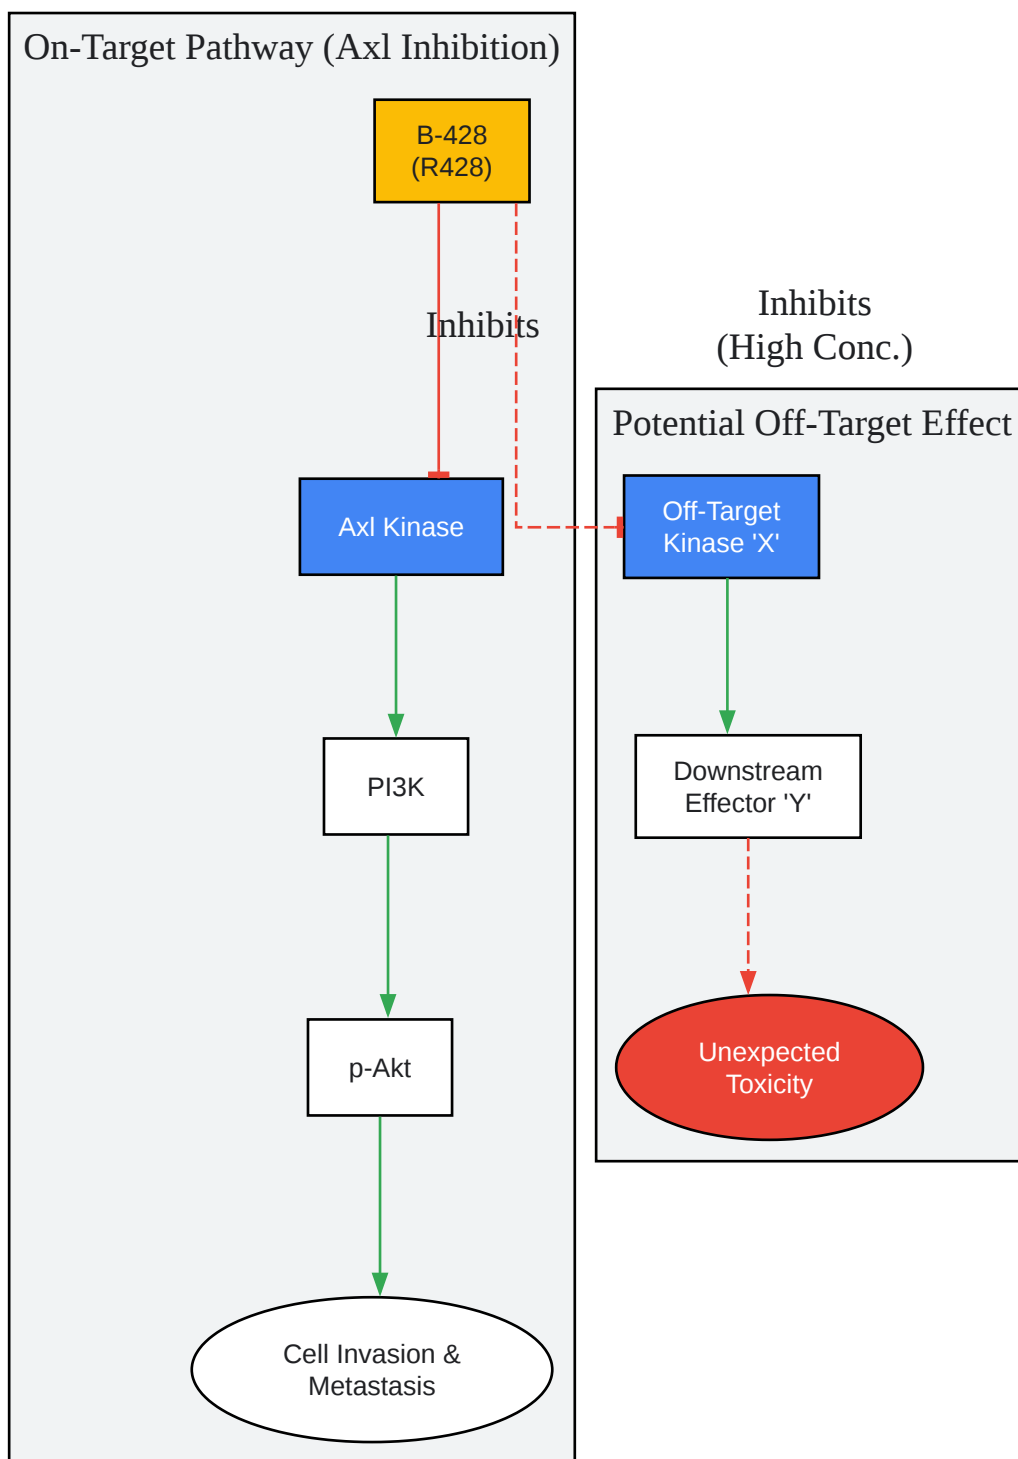 On-Target Pathway (Axl Inhibition)
B-428
(R428)
Inhibits
Axl Kinase
PI3K
p-Akt
Cell Invasion &
Metastasis
Inhibits
(High Conc.)
Potential Off-Target Effect
Off-Target
Kinase 'X'
Downstream
Effector 'Y'
Unexpected
Toxicity